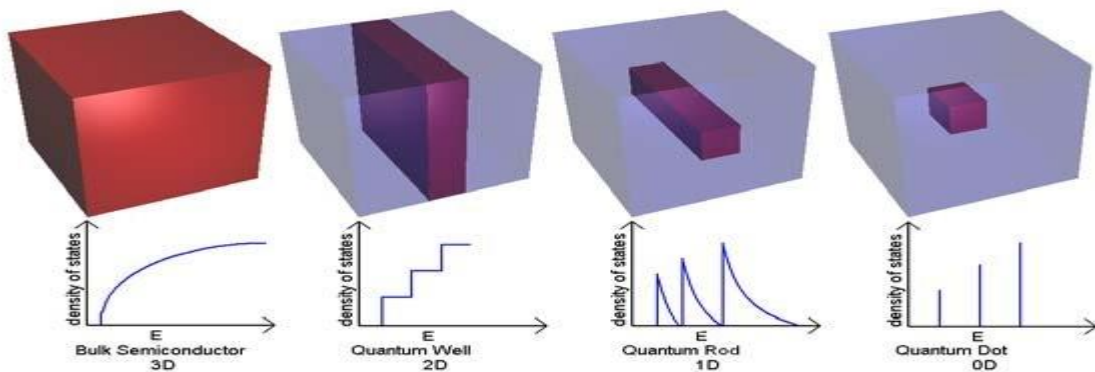 density of states
E
Bulk Semiconductor
3D
density of states
E
Quantum Well
2D
density of states
E
Quantum Rod
1D
density of states
E
Quantum Dot
0D